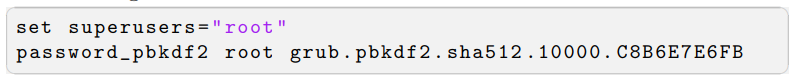 set superusers="root"
password_pbkdf2 root grub.pbkdf2.sha512.10000.C8B6E7E6FB